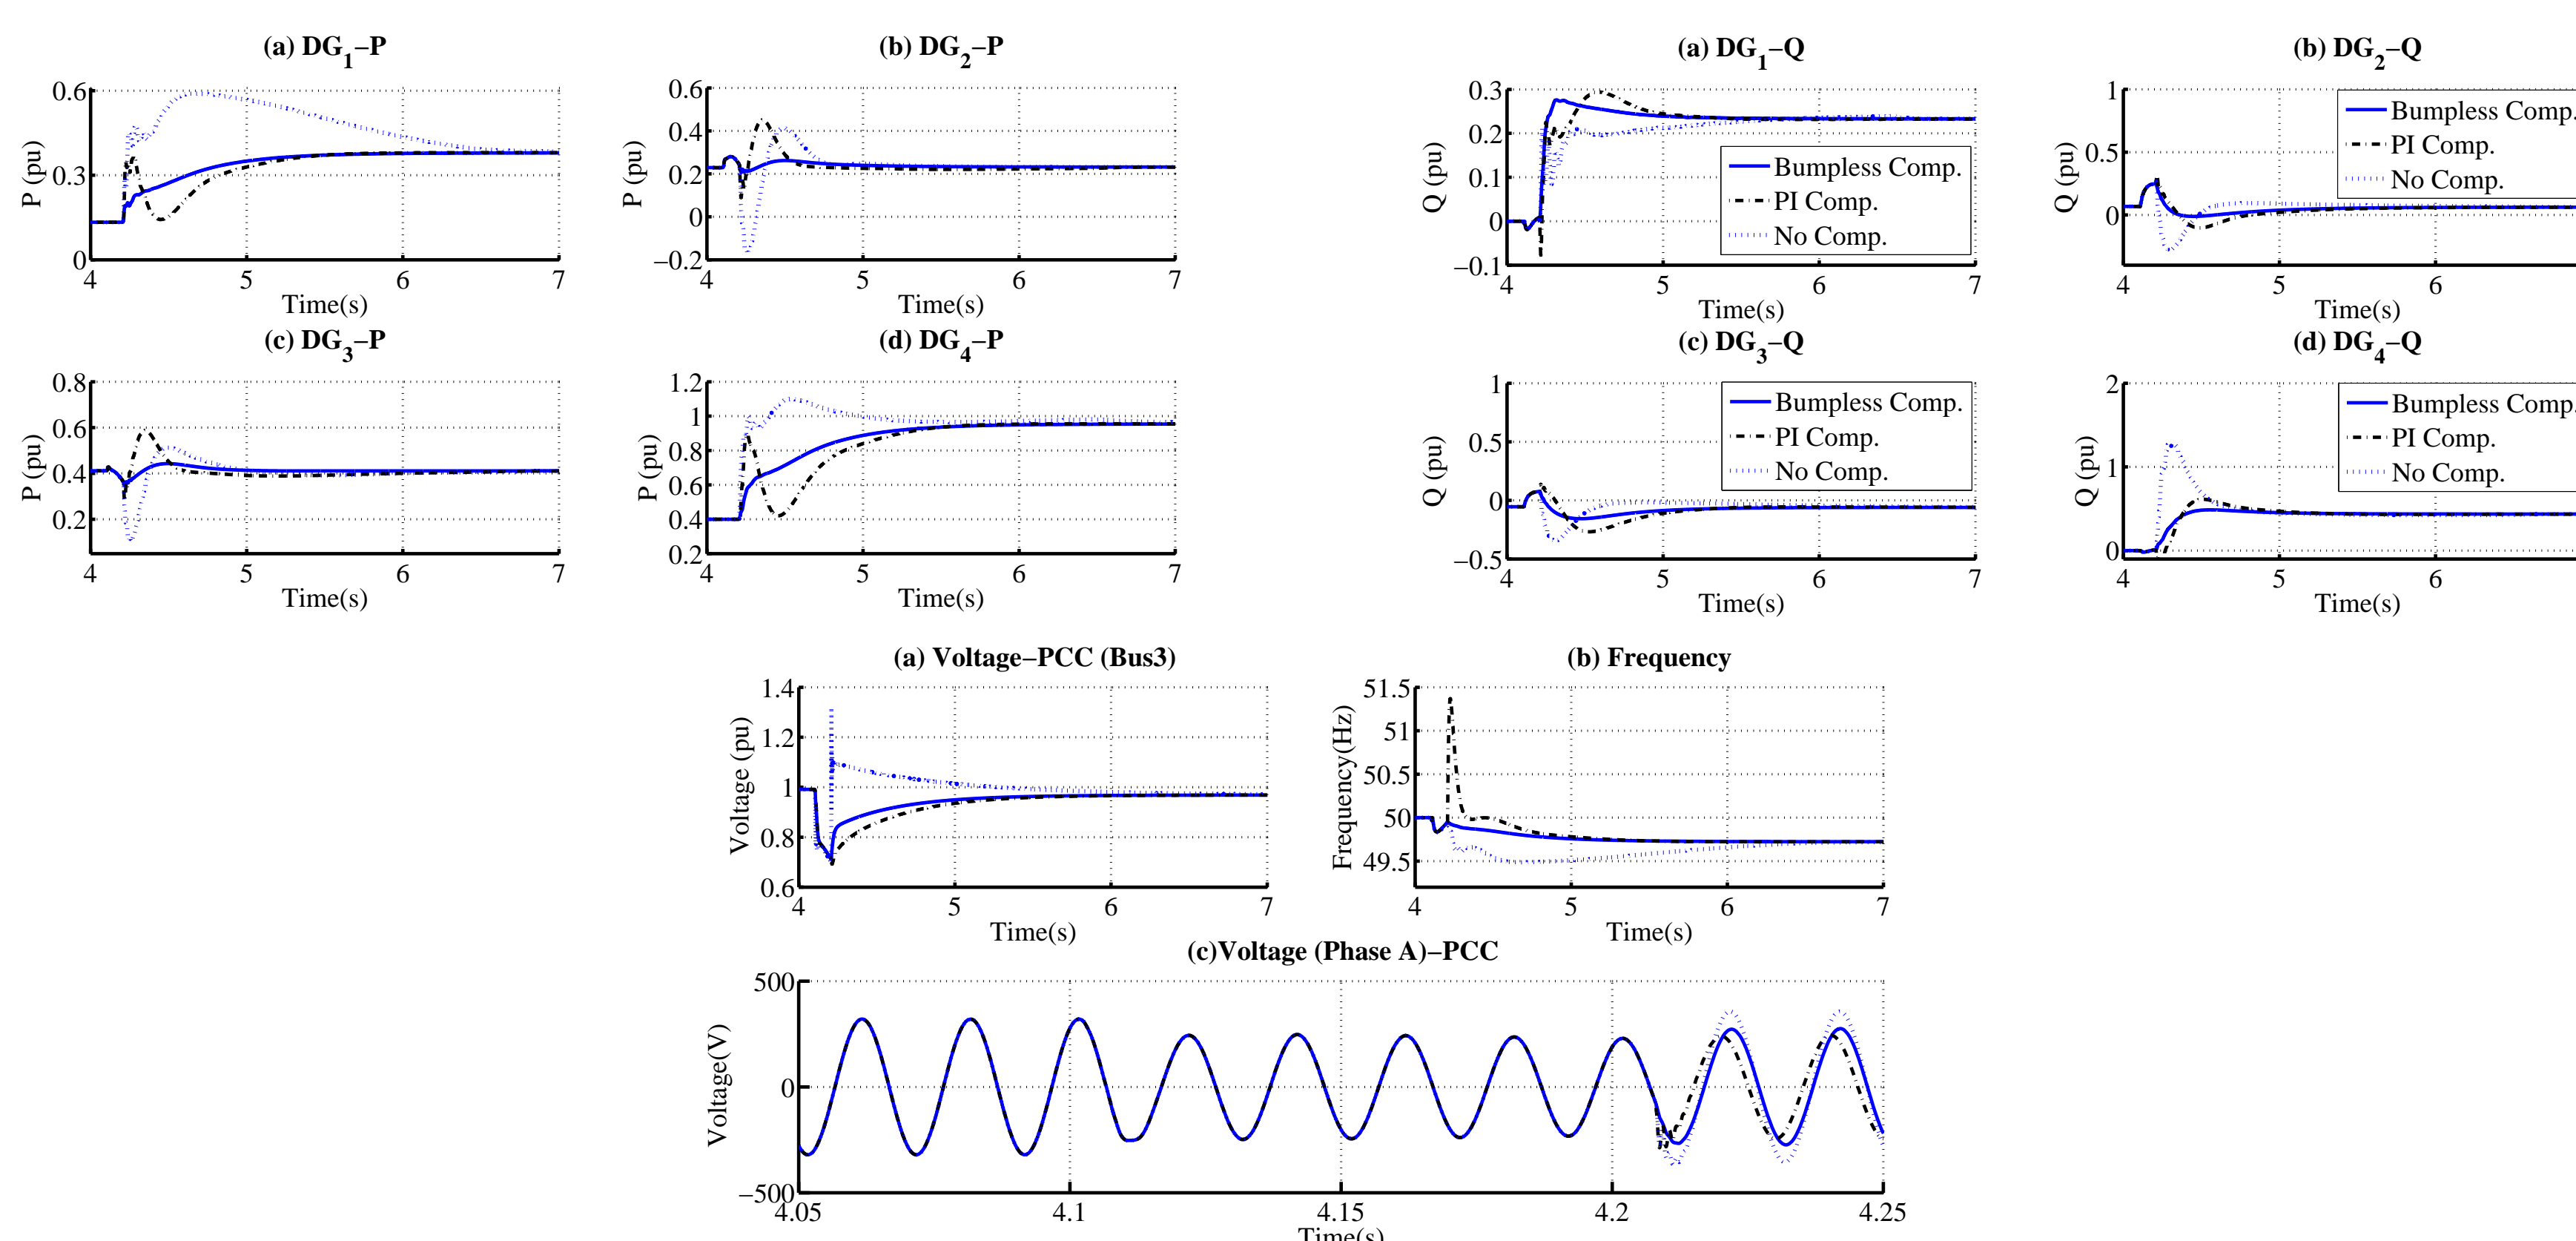 (a) DG1–P
P (pu)
0.6
0.3
0
4 5 6 7
Time(s)
(b) DG2–P
P (pu)
0.6
0.4
0.2
0
–0.2
4 5 6 7
Time(s)
(a) DG1–Q
Q (pu)
0.3
0.2
0.1
0
–0.1
Bumpless Comp.
PI Comp.
No Comp.
4 5 6 7
Time(s)
(b) DG2–Q
Q (pu)
1
0.5
0
Bumpless Comp.
PI Comp.
No Comp.
4 5 6
Time(s)
(c) DG3–P
P (pu)
0.8
0.6
0.4
0.2
4 5 6 7
Time(s)
(d) DG4–P
P (pu)
1.2
1
0.8
0.6
0.4
0.2
4 5 6 7
Time(s)
(c) DG3–Q
Q (pu)
1
0.5
0
–0.5
Bumpless Comp.
PI Comp.
No Comp.
4 5 6 7
Time(s)
(d) DG4–Q
Q (pu)
2
1
0
Bumpless Comp.
PI Comp.
No Comp.
4 5 6
Time(s)
(a) Voltage–PCC (Bus3)
Voltage (pu)
1.4
1.2
1
0.8
0.6
4 5 6 7
Time(s)
(b) Frequency
Frequency(Hz)
51.5
51
50.5
50
49.5
4 5 6 7
Time(s)
(c)Voltage (Phase A)–PCC
Voltage(V)
500
0
–500
4.05 4.1 4.15 4.2 4.25
Time(s)